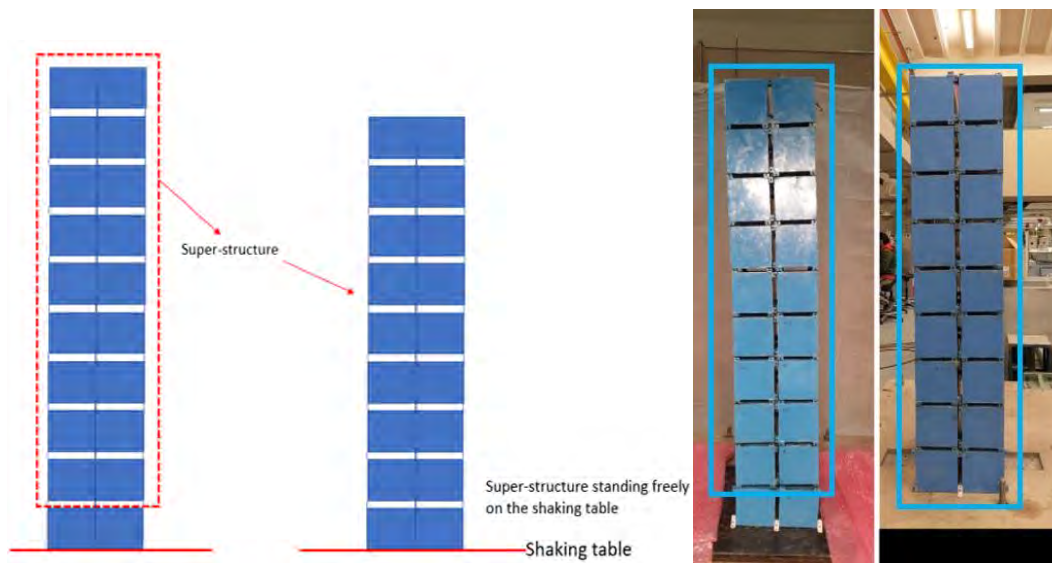 Super-structure
Super-structure standing freely
on the shaking table
Shaking table